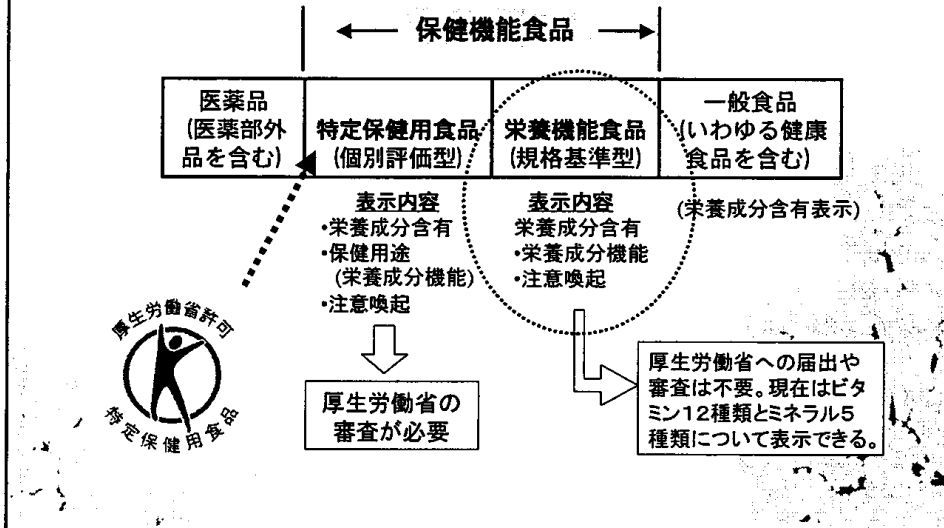 保健機能食品
医薬品
(医薬部外
品を含む)
特定保健用食品
(個別評価型)
栄養機能食品
(規格基準型)
一般食品
(いわゆる健康
食品を含む)
表示内容
・栄養成分含有
・保健用途
(栄養成分機能)
・注意喚起
表示内容
栄養成分含有
・栄養成分機能
・注意喚起
(栄養成分含有表示)
厚生労働省許可
特定保健用食品
厚生労働省の
審査が必要
厚生労働省への届出や
審査は不要。現在はビタ
ミン12種類とミネラル5
種類について表示できる。